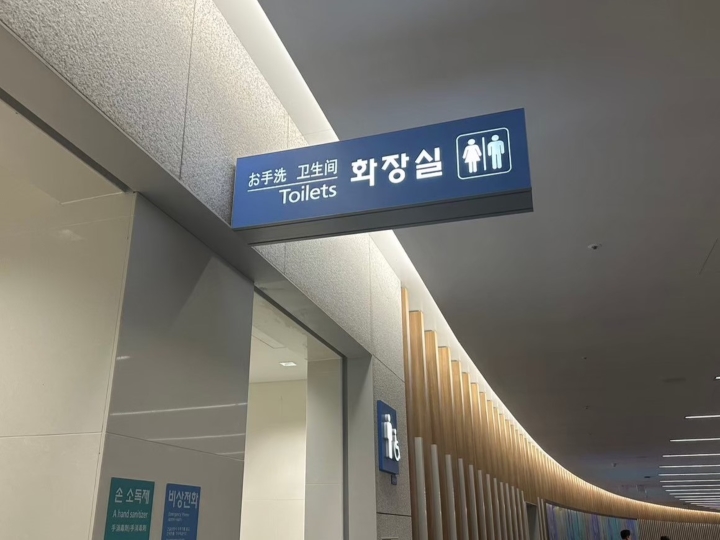 お手洗 卫生间
Toilets
화장실
손 소독제
A hand sanitizer
비상전화